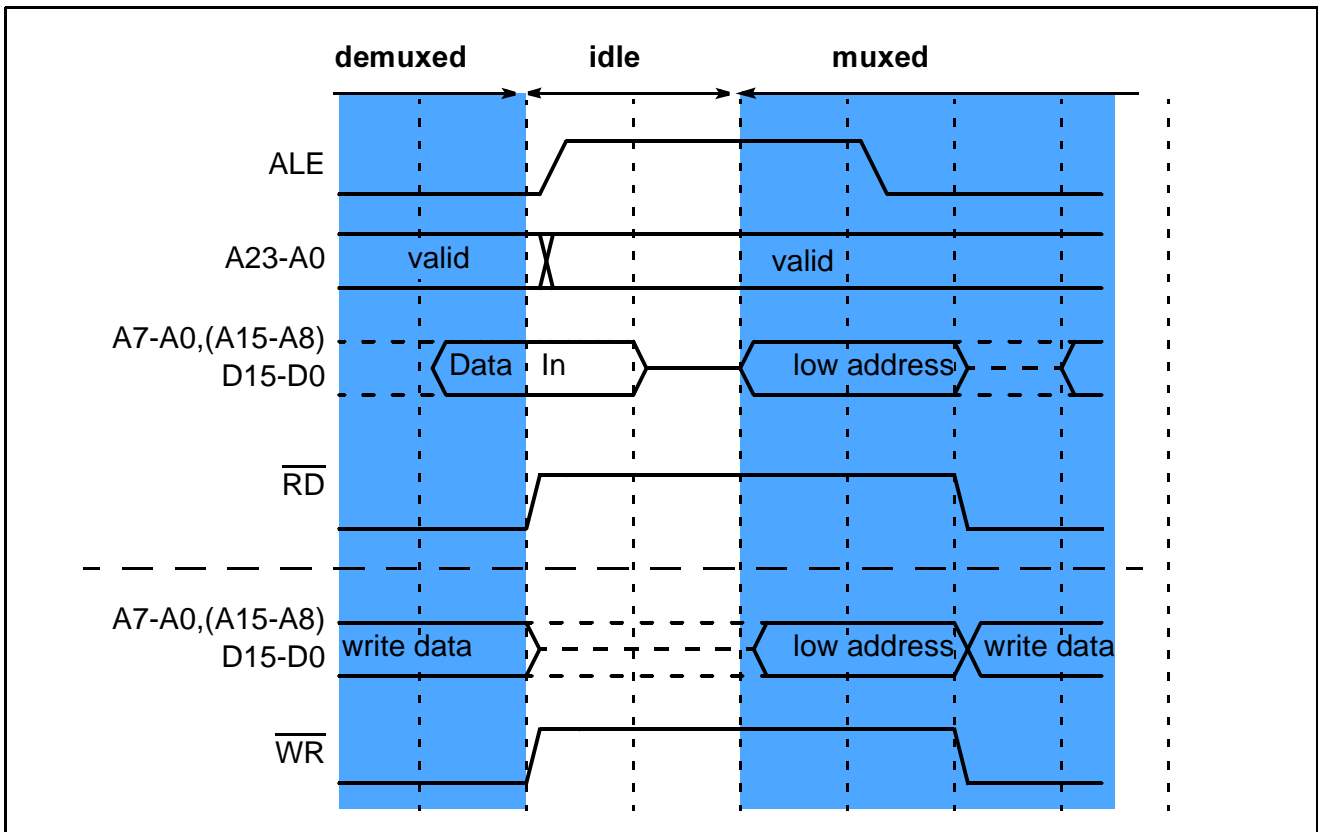 demuxed idle muxed
ALE
A23-A0 valid valid
A7-A0,(A15-A8)
D15-D0 Data In low address
RD
A7-A0,(A15-A8)
D15-D0 write data low address write data
WR